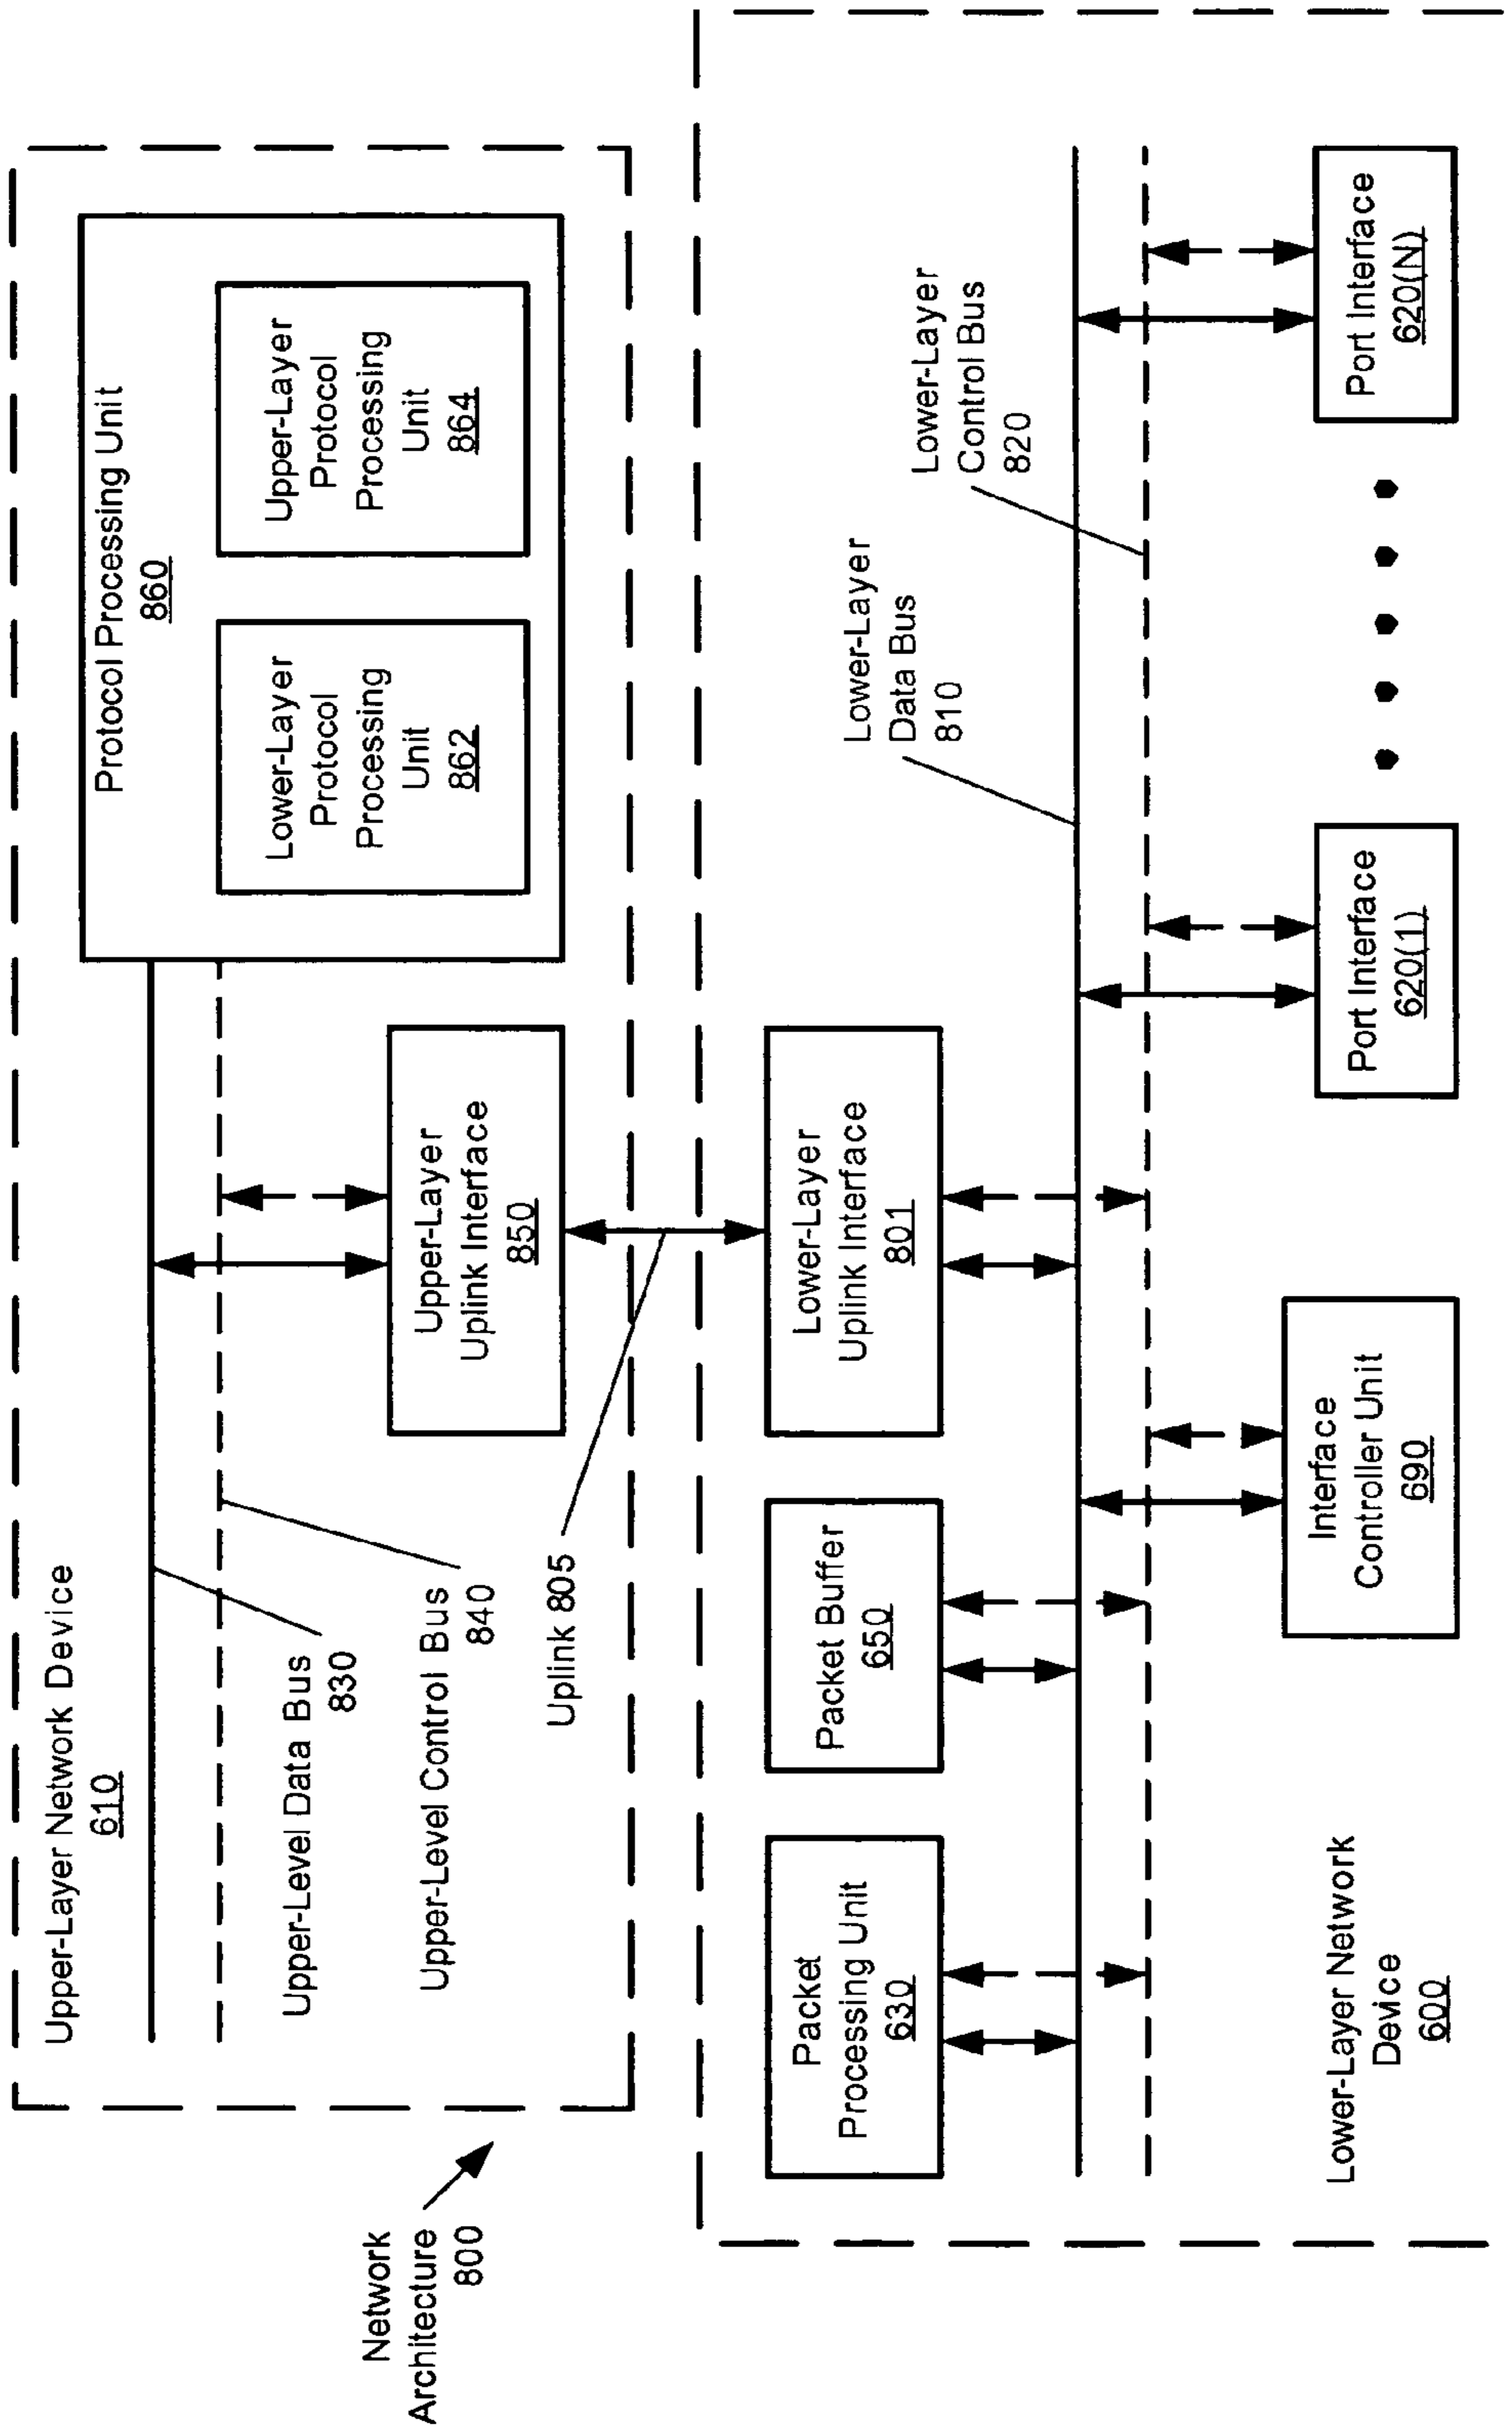 Upper-Layer Network Device
610
Protocol Processing Unit
860
Lower-Layer
Protocol
Processing
Unit
862
Upper-Layer
Protocol
Processing
Unit
864
Upper-Level Data Bus
830
Upper-Level Control Bus
840
Upper-Layer
Uplink Interface
850
Uplink 805
Network
Architecture
800
Packet
Processing Unit
630
Packet Buffer
650
Lower-Layer
Uplink Interface
801
Lower-Layer
Data Bus
810
Lower-Layer
Control Bus
820
Lower-Layer Network
Device
600
Interface
Controller Unit
690
Port Interface
620(1)
Port Interface
620(N)